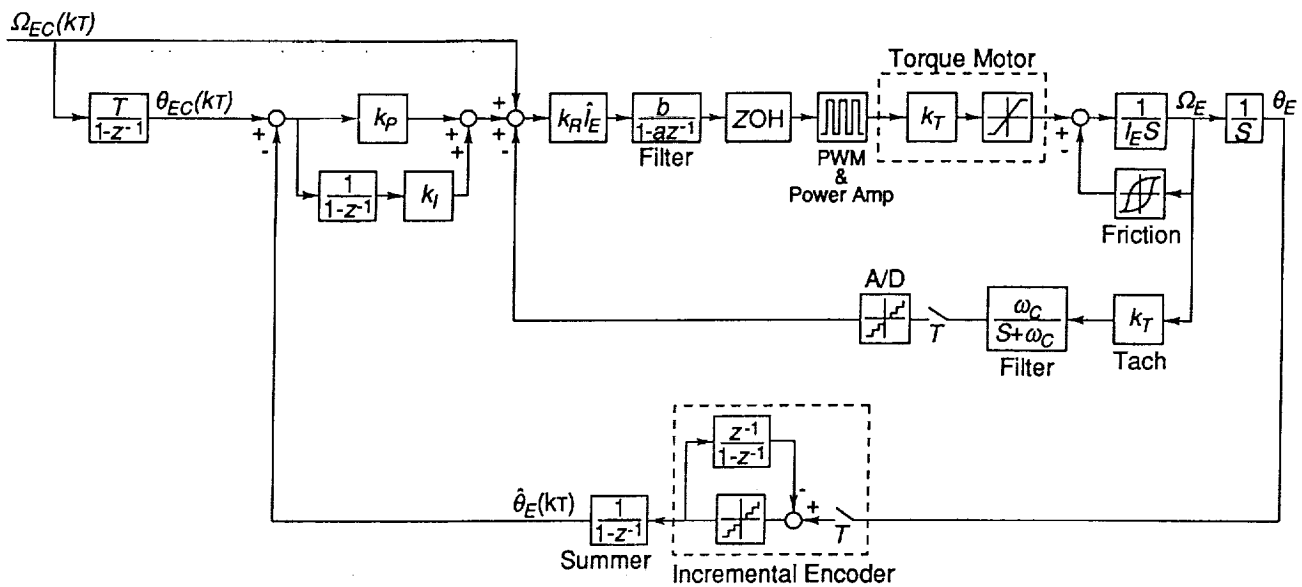 Ω_EC(kT)
T
1-z⁻¹
θ_EC(kT)
+
-
k_P
1
1-z⁻¹
k_I
+
+
+
+
+
-
k_R Î_E
b
1-az⁻¹
Filter
ZOH
PWM
&
Power Amp
Torque Motor
k_T
+
-
1
I_E S
Ω_E
1
S
θ_E
Friction
A/D
T
ω_C
S+ω_C
Filter
k_T
Tach
z⁻¹
1-z⁻¹
-
+
T
θ̂_E(kT)
1
1-z⁻¹
Summer
Incremental Encoder